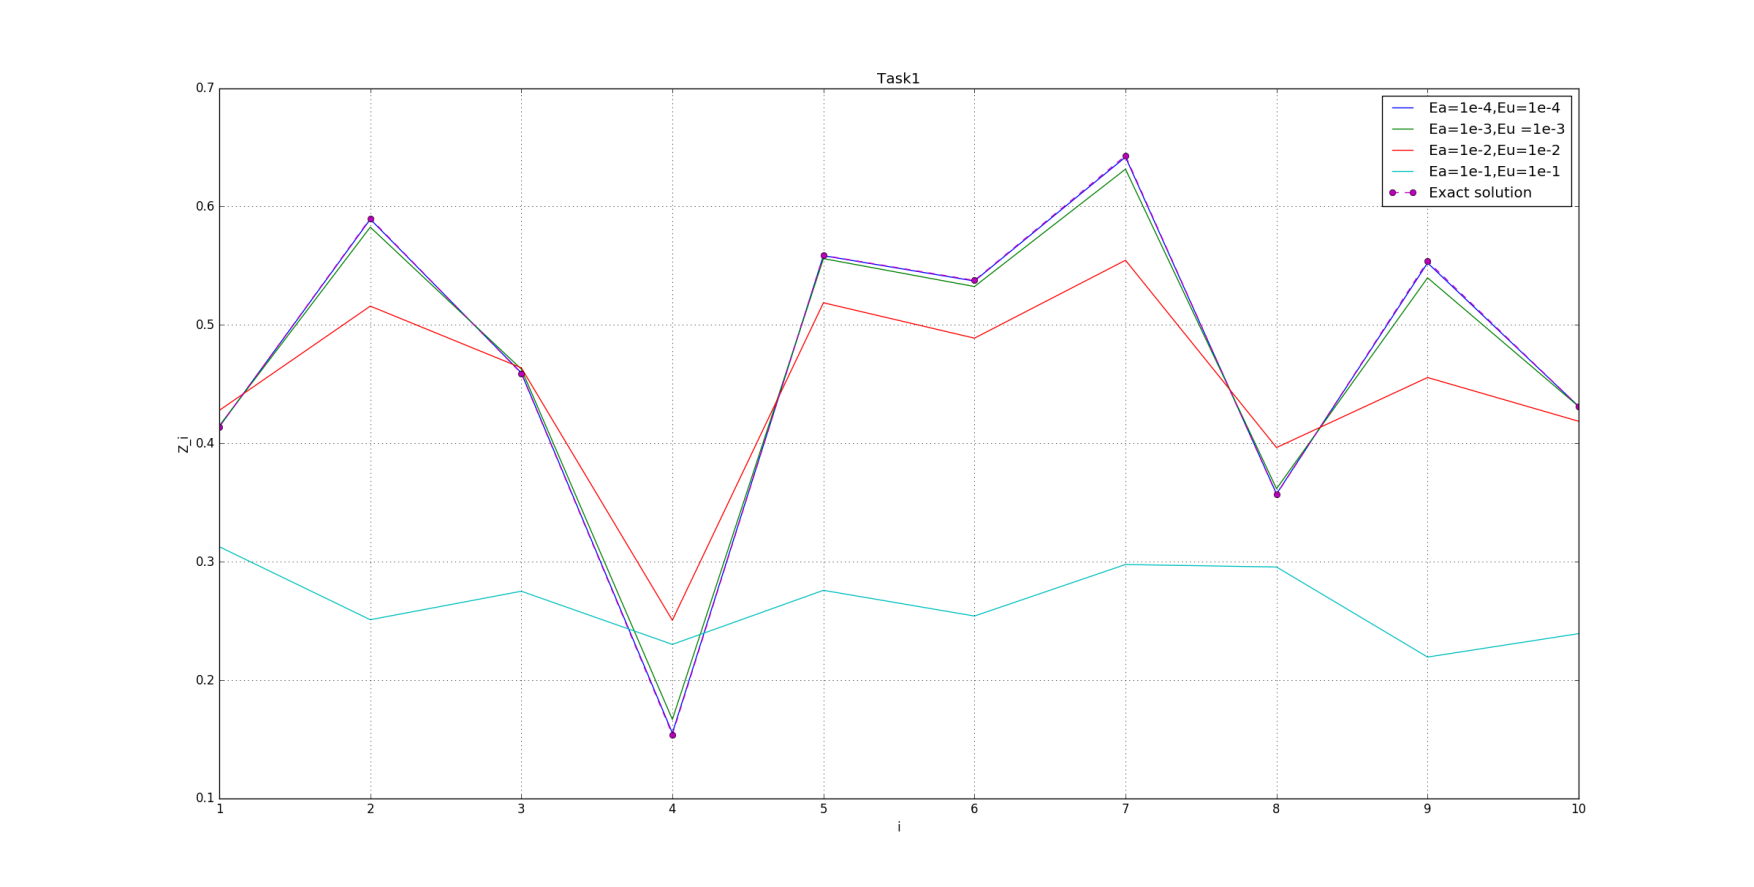 Task1
0.7
0.6
0.5
0.4
0.3
0.2
0.1
Z_i
1 2 3 4 5 6 7 8 9 10
i
Ea=1e-4,Eu=1e-4
Ea=1e-3,Eu =1e-3
Ea=1e-2,Eu=1e-2
Ea=1e-1,Eu=1e-1
Exact solution